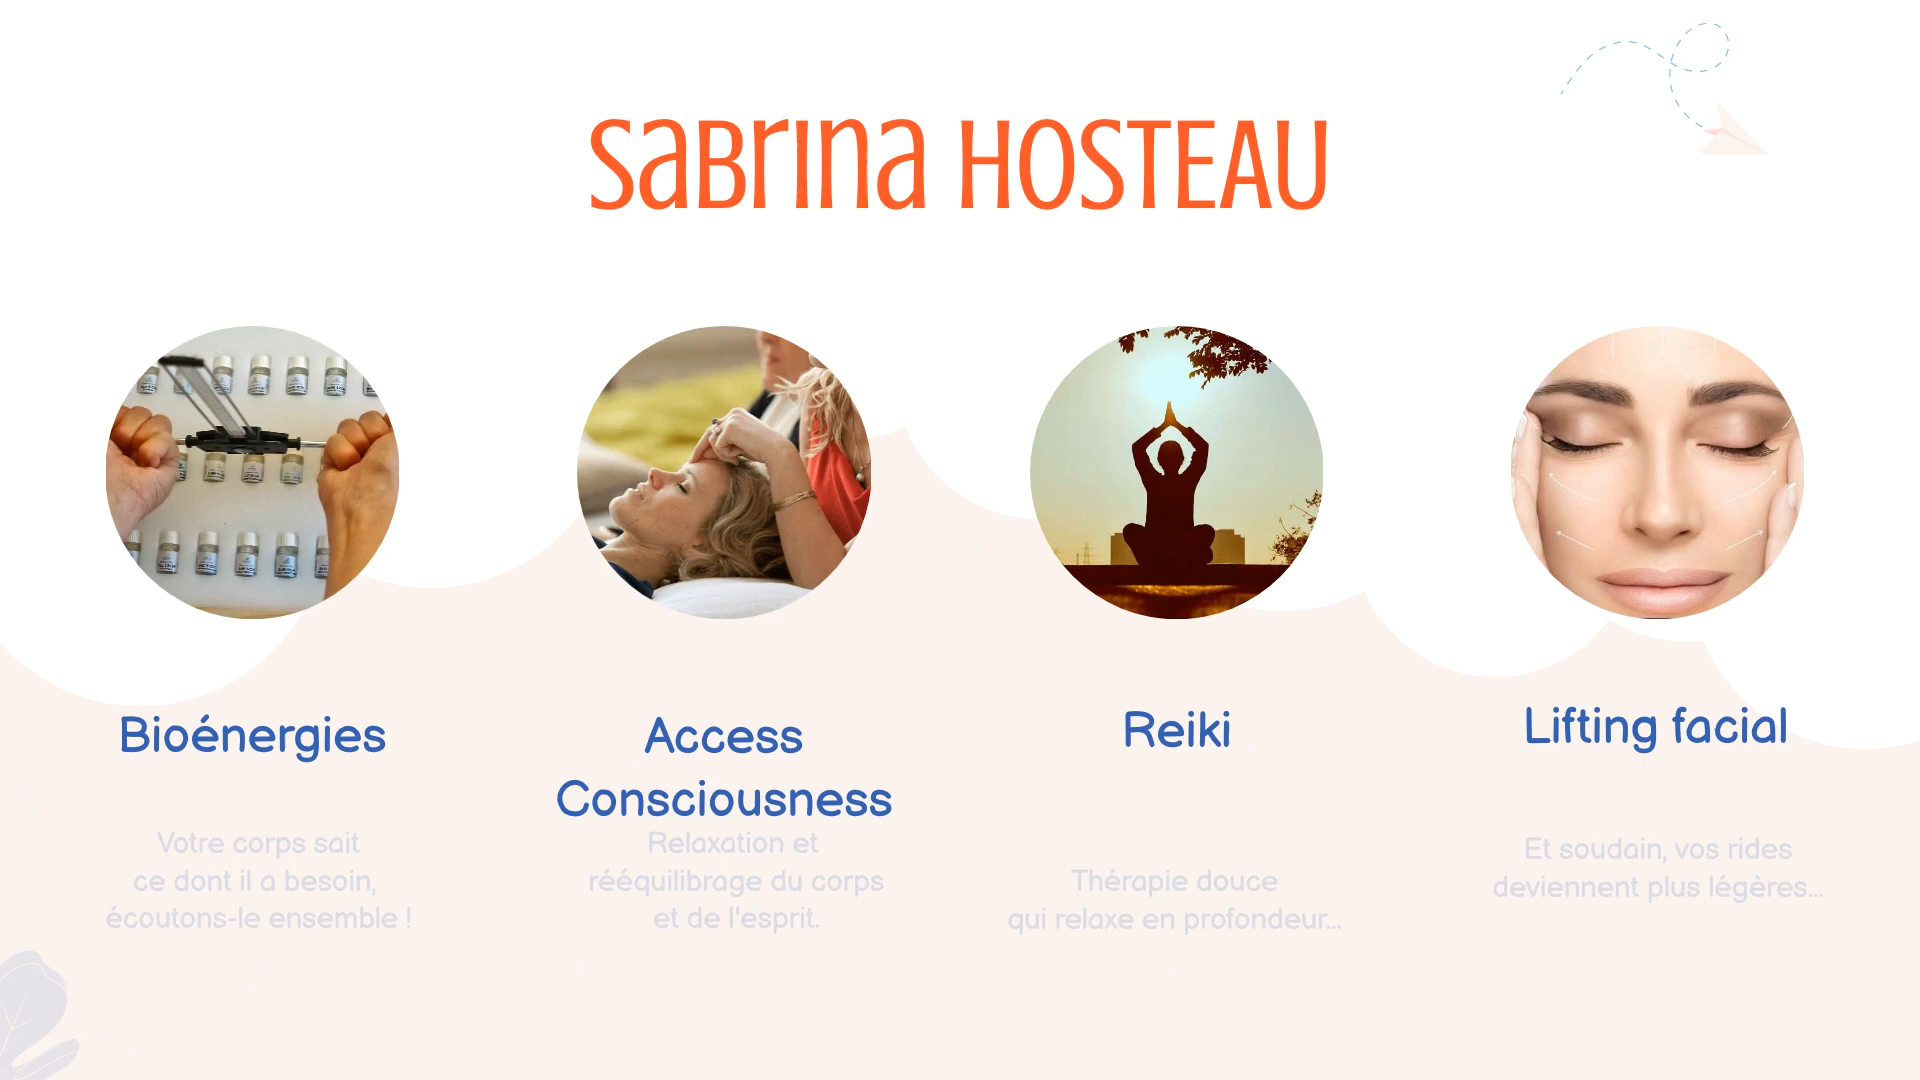 Sabrina HOSTEAU
Bioénergies
Votre corps sait
ce dont il a besoin,
écoutons-le ensemble !
Access
Consciousness
Relaxation et
rééquilibrage du corps
et de l'esprit.
Reiki
Thérapie douce
qui relaxe en profondeur...
Lifting facial
Et soudain, vos rides
deviennent plus légères...